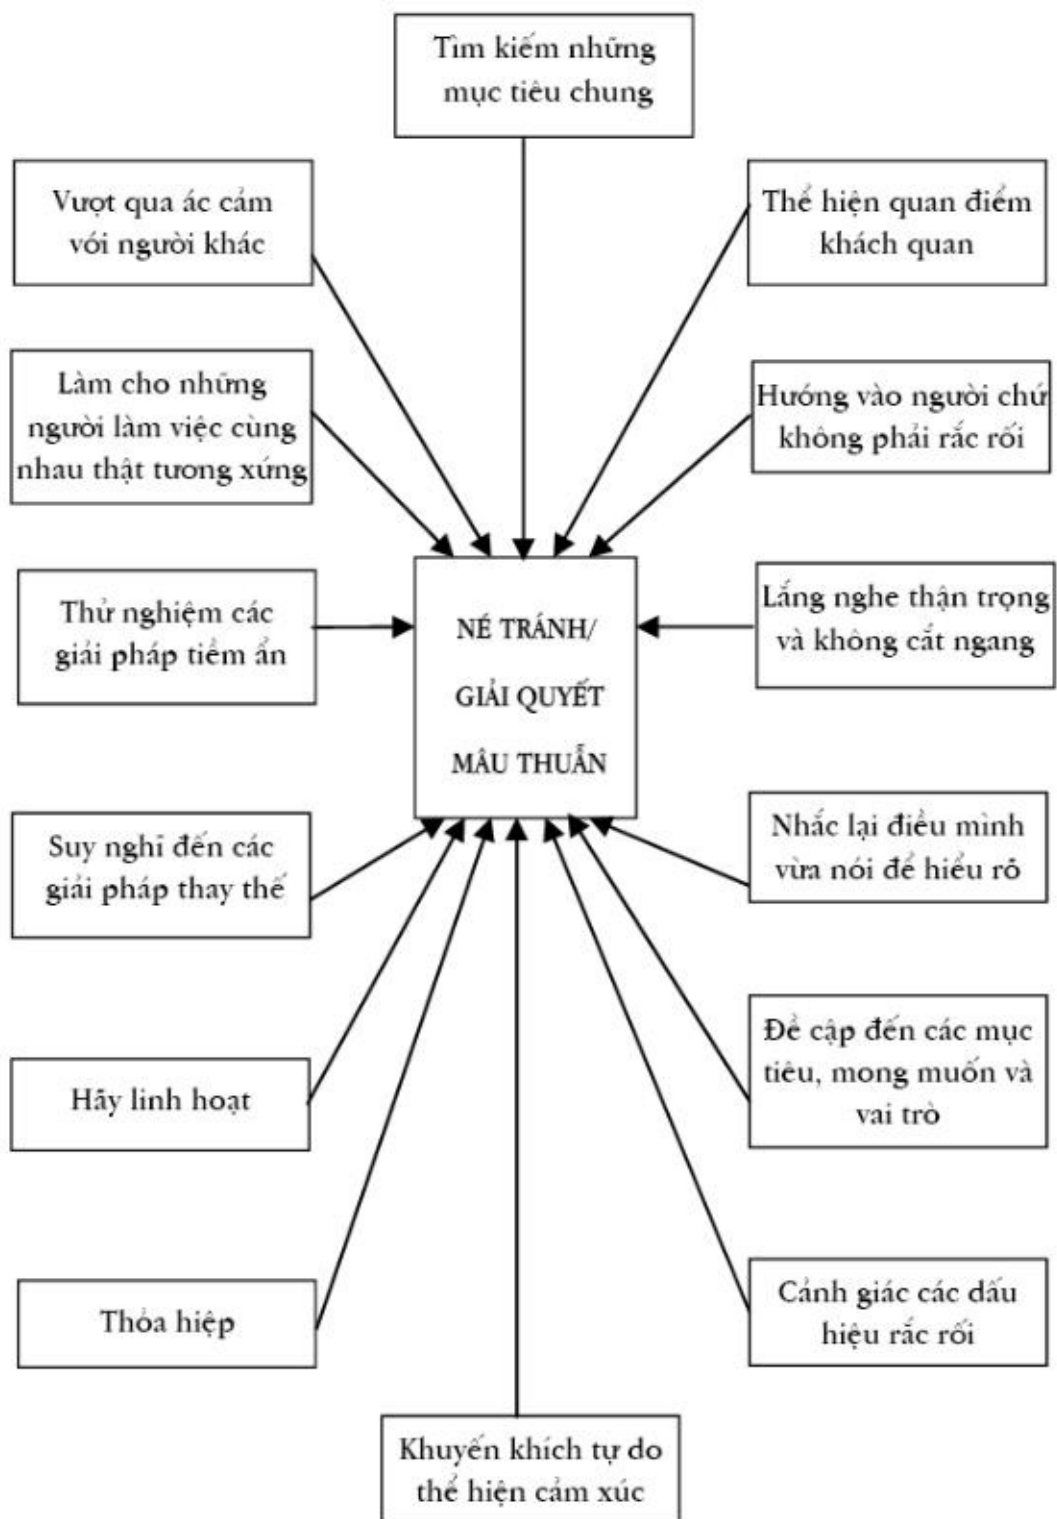 Tìm kiếm những
mục tiêu chung
Vượt qua ác cảm
với người khác
Thể hiện quan điểm
khách quan
Làm cho những
người làm việc cùng
nhau thật tương xứng
Hướng vào người chứ
không phải rắc rối
Thử nghiệm các
giải pháp tiềm ẩn
NÉ TRÁNH/
GIẢI QUYẾT
MÂU THUẪN
Lắng nghe thận trọng
và không cắt ngang
Suy nghĩ đến các
giải pháp thay thế
Nhắc lại điều mình
vừa nói để hiểu rõ
Hãy linh hoạt
Đề cập đến các mục
tiêu, mong muốn và
vai trò
Thỏa hiệp
Cảnh giác các dấu
hiệu rắc rối
Khuyến khích tự do
thể hiện cảm xúc